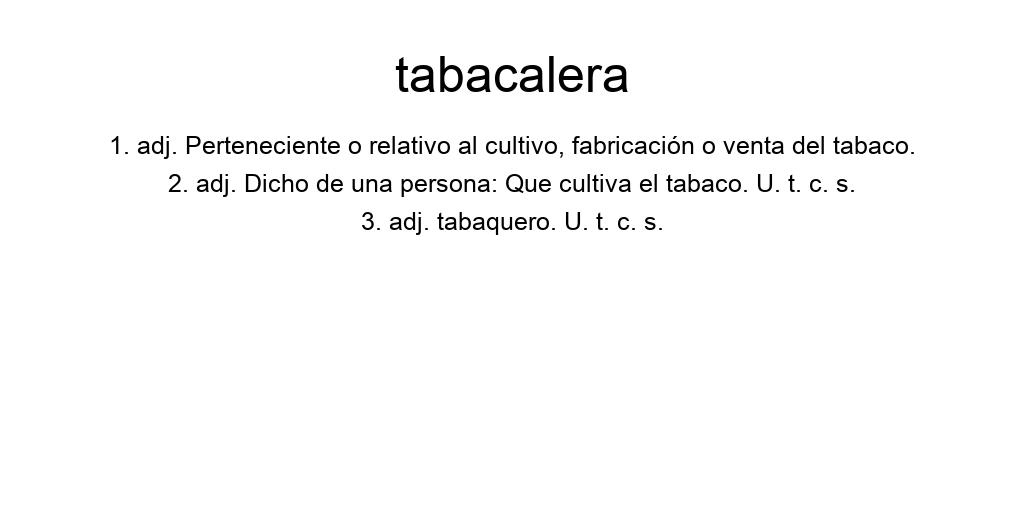 tabacalera
1. adj. Perteneciente o relativo al cultivo, fabricación o venta del tabaco.
2. adj. Dicho de una persona: Que cultiva el tabaco. U. t. c. s.
3. adj. tabaquero. U. t. c. s.